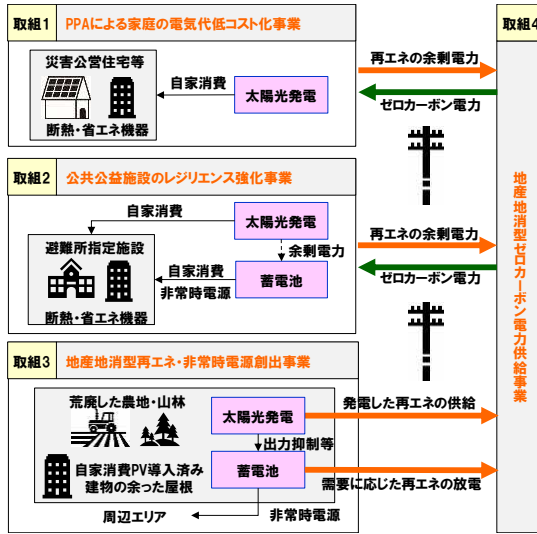 取組1
PPAによる家庭の電気代低コスト化事業
災害公営住宅等
断熱・省エネ機器
自家消費
太陽光発電
再エネの余剰電力
ゼロカーボン電力
取組2
公共公益施設のレジリエンス強化事業
自家消費
太陽光発電
余剰電力
避難所指定施設
自家消費
非常時電源
蓄電池
断熱・省エネ機器
再エネの余剰電力
ゼロカーボン電力
取組3
地産地消型再エネ・非常時電源創出事業
荒廃した農地・山林
太陽光発電
発電した再エネの供給
出力抑制等
自家消費PV導入済み
建物の余った屋根
蓄電池
需要に応じた再エネの放電
周辺エリア
非常時電源
取組4
地産地消型ゼロカーボン電力供給事業